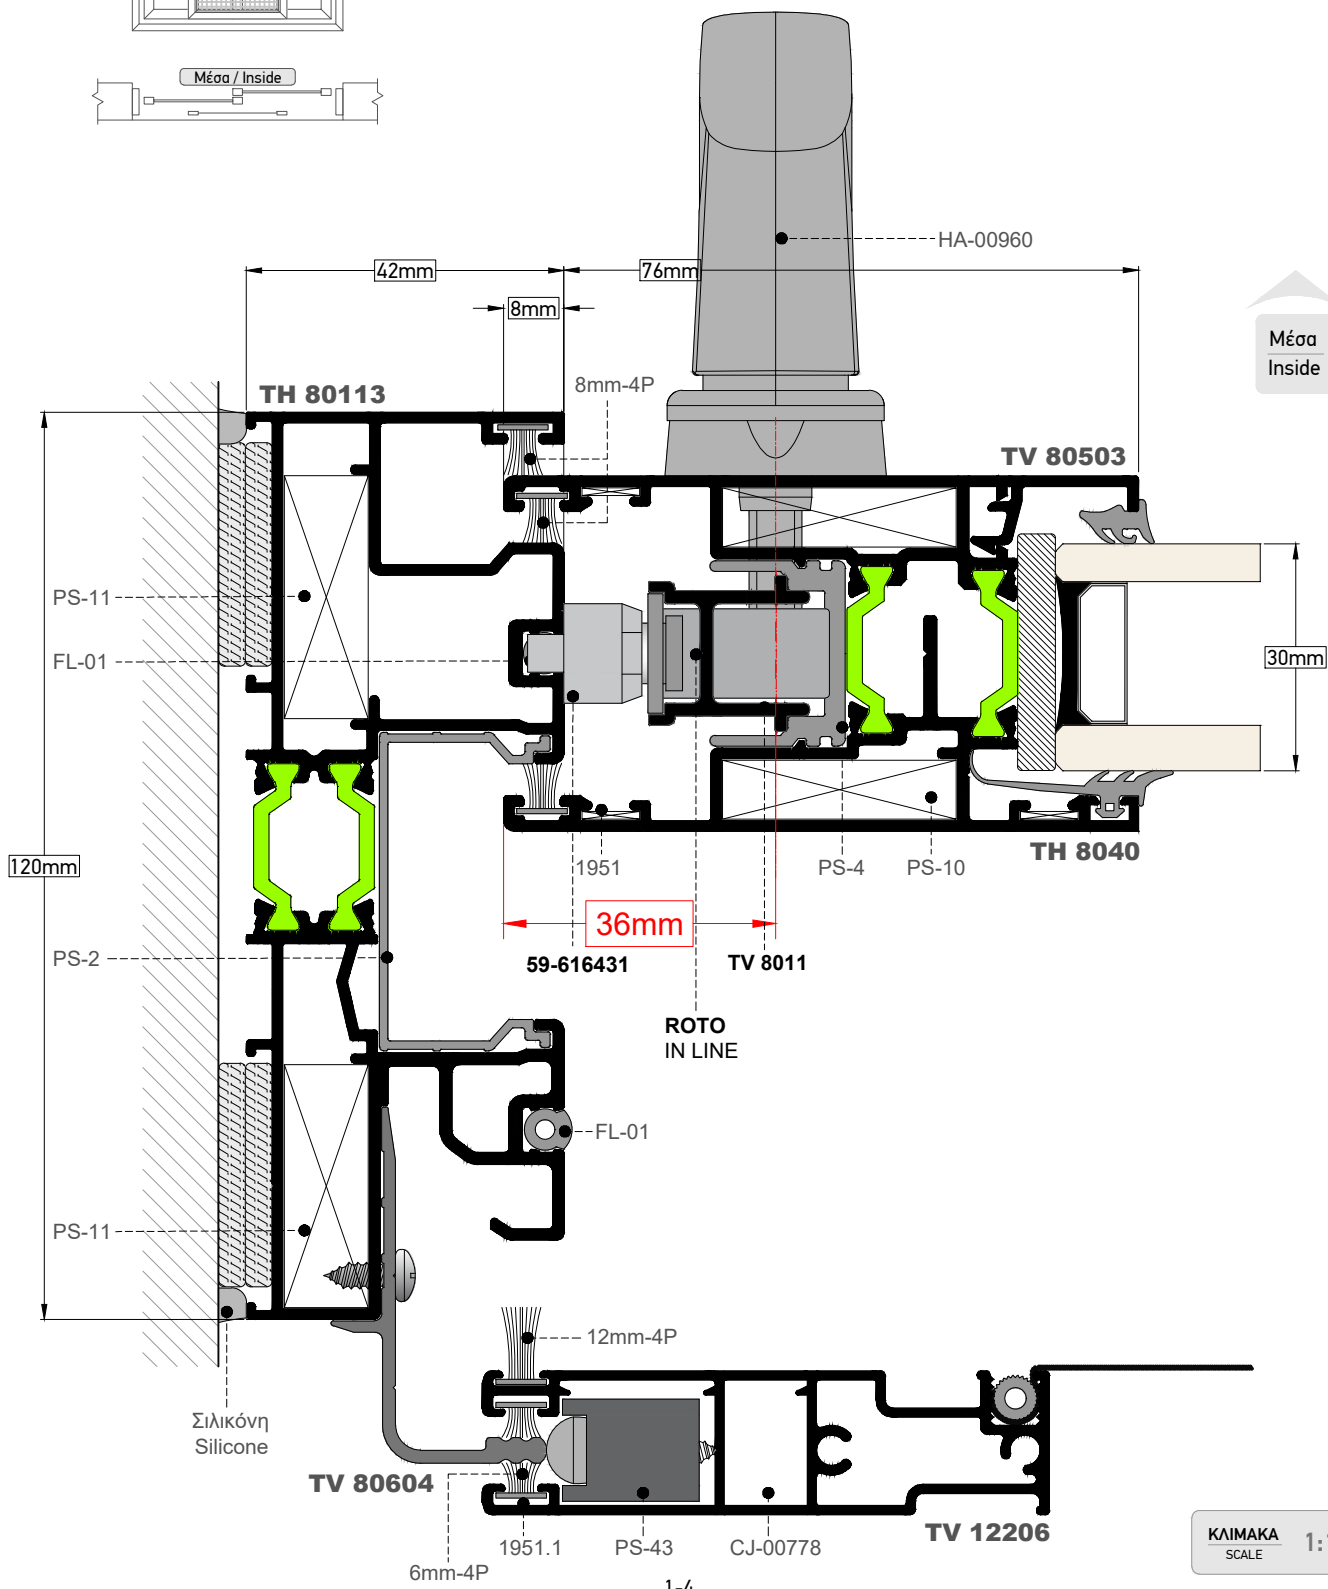 Μέσα / Inside
HA-00960
42mm
76mm
8mm
Μέσα
Inside
TH 80113
8mm-4P
TV 80503
PS-11
FL-01
30mm
120mm
1951
PS-4
PS-10
TH 8040
36mm
PS-2
59-616431
TV 8011
ROTO
IN LINE
FL-01
PS-11
12mm-4P
Σιλικόνη
Silicone
TV 80604
TV 12206
1951.1
PS-43
CJ-00778
6mm-4P
ΚΛΙΜΑΚΑ
SCALE
1-4